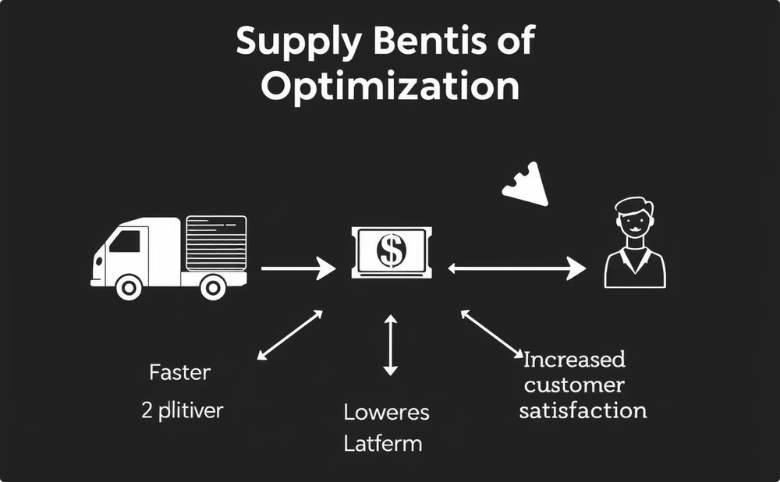 Supply Bentis of
Optimization
$
Faster
2 plitiver
Loweres
Latferm
Increased
customer
satisfaction